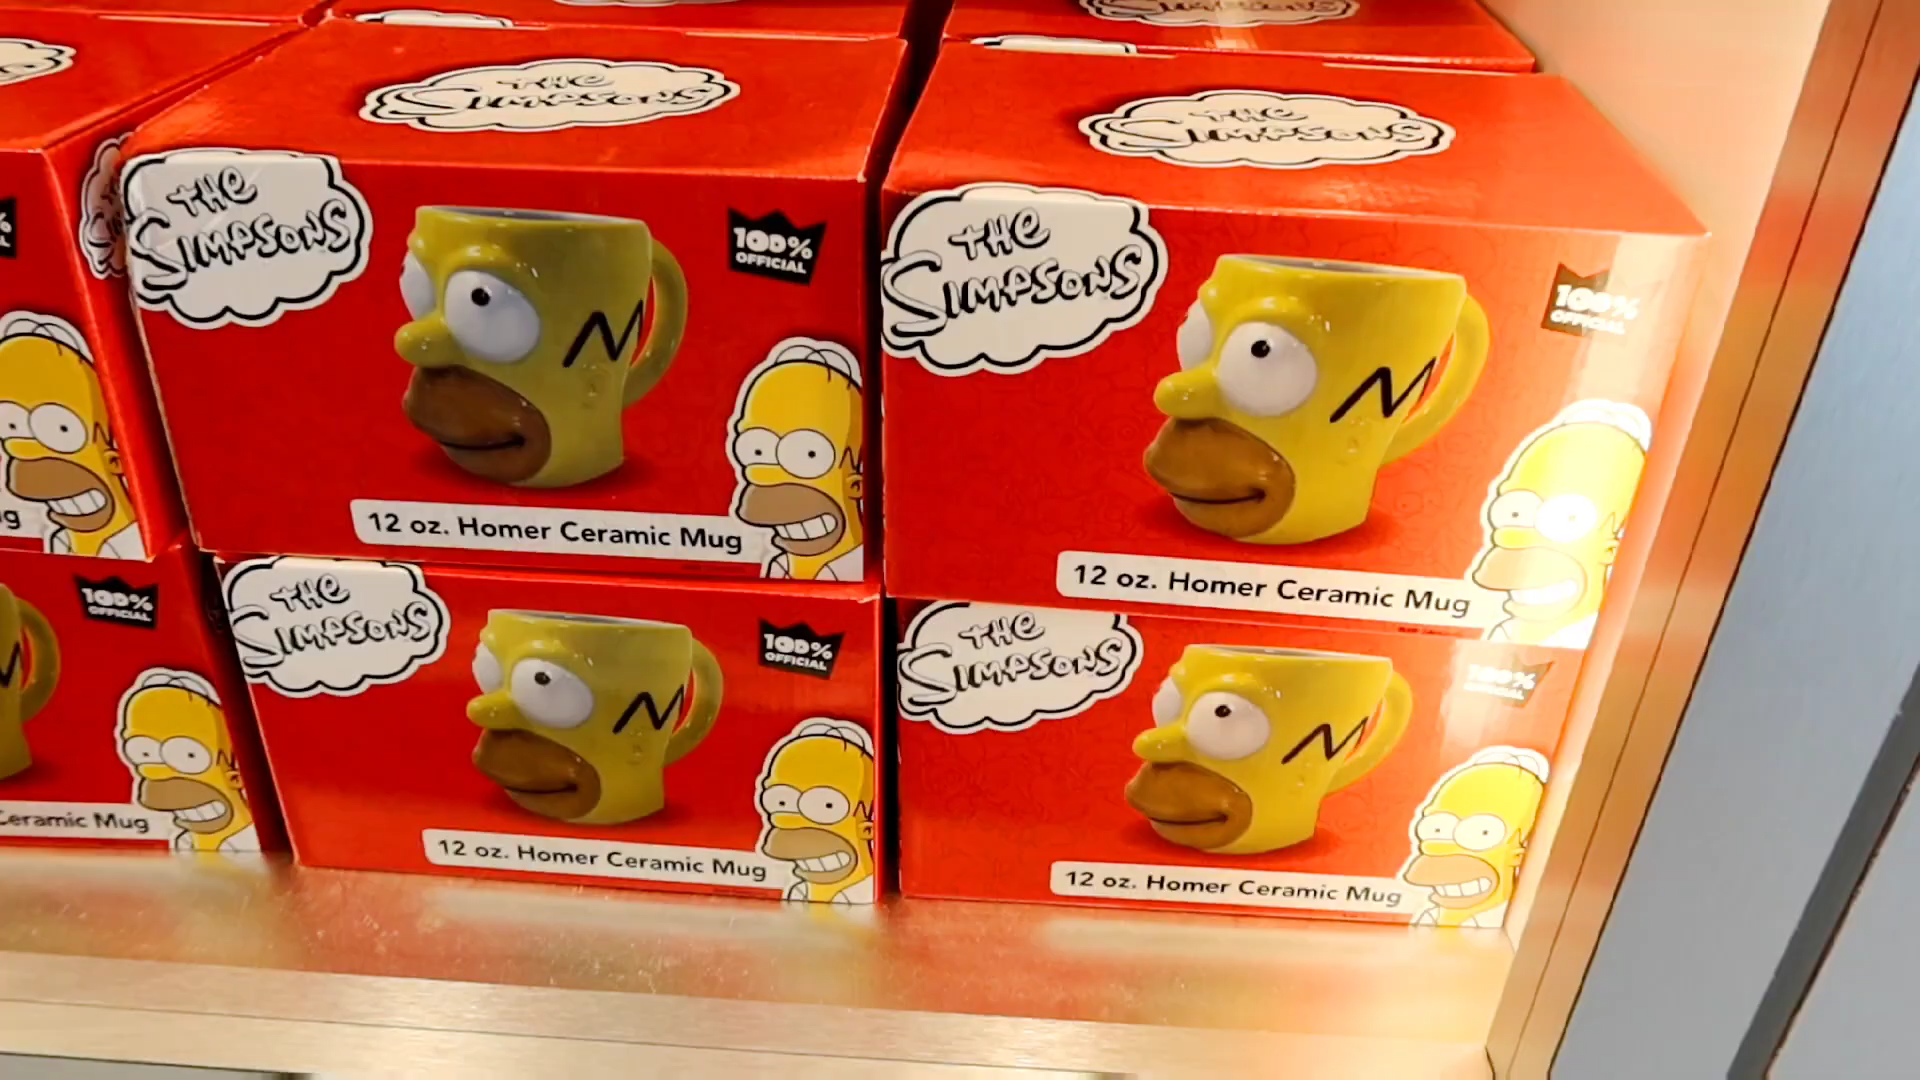 THE
SIMPSONS
THE
SIMPSONS
THE
SIMPSONS
100%
OFFICIAL
12 oz. Homer Ceramic Mug
THE
SIMPSONS
100%
OFFICIAL
12 oz. Homer Ceramic Mug
100%
OFFICIAL
Ceramic Mug
THE
SIMPSONS
100%
OFFICIAL
12 oz. Homer Ceramic Mug
THE
SIMPSONS
100%
OFFICIAL
12 oz. Homer Ceramic Mug